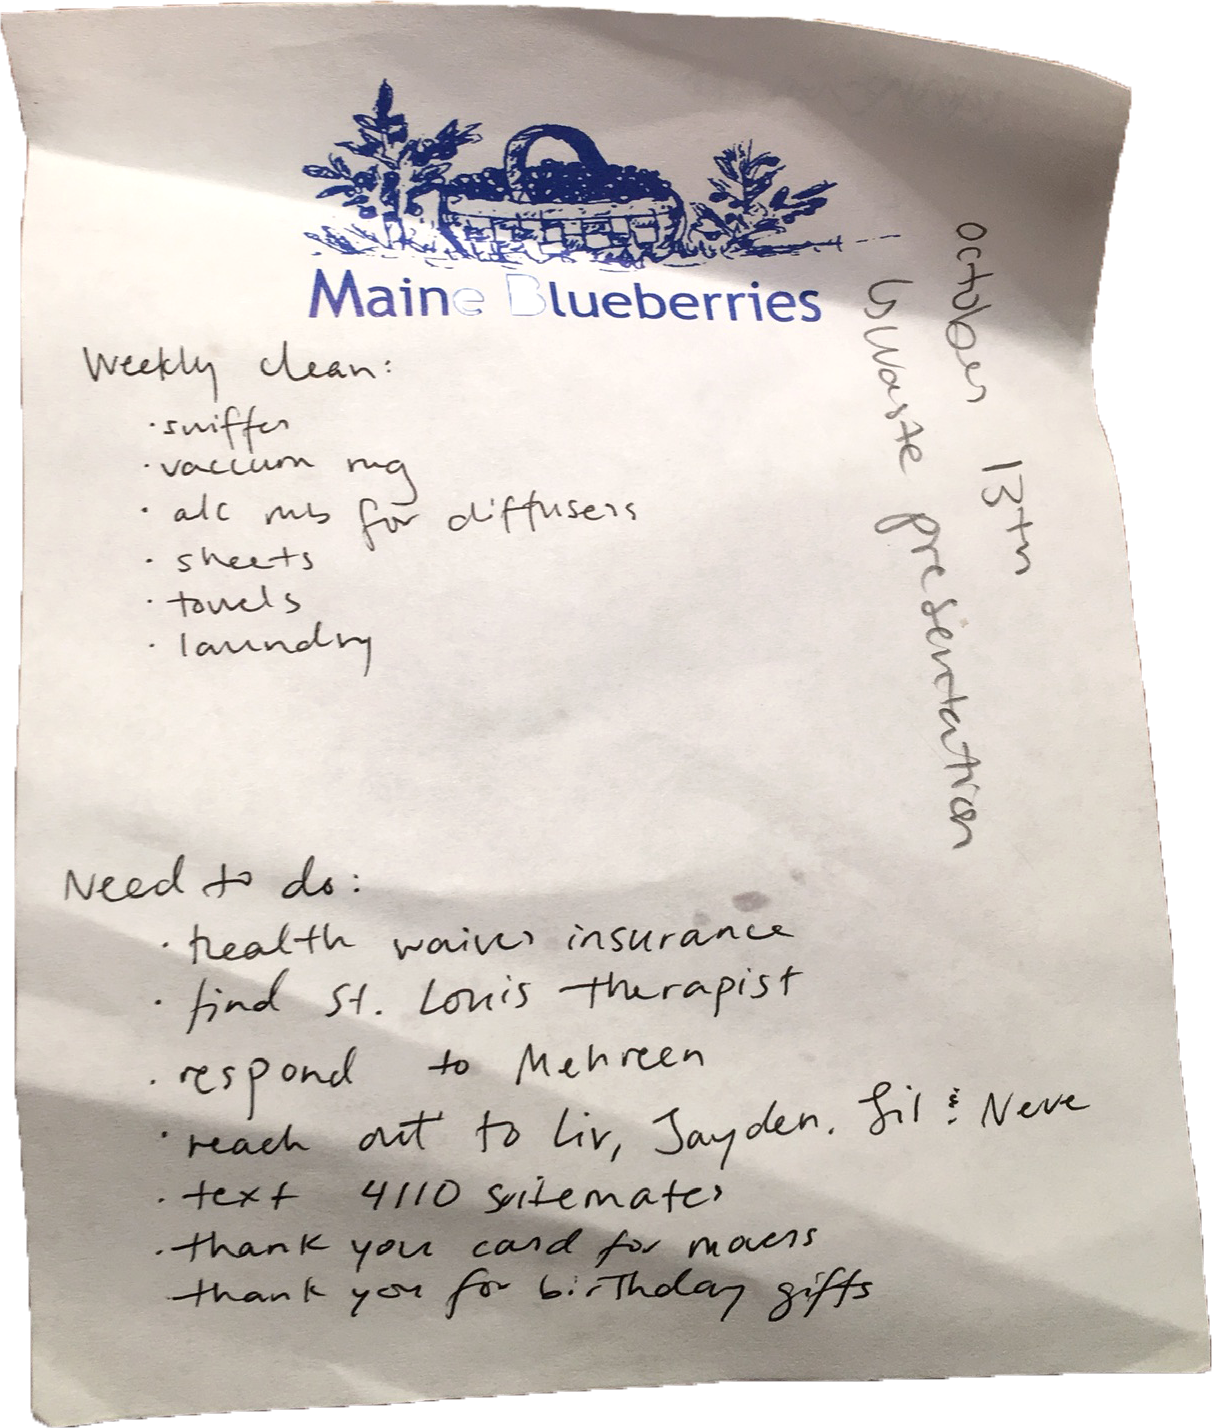 Maine Blueberries
October 13th
waste presentation
Weekly clean:
· swiffer
· vaccum rug
· alc rub for diffusers
· sheets
· towels
· laundry
Need to do:
· health waiver insurance
· find St. Louis therapist
· respond to Mehreen
· reach out to Liv, Jayden, Gil & Neve
· text 4110 suitemates
· thank you card for movers
thank you for birthday gifts